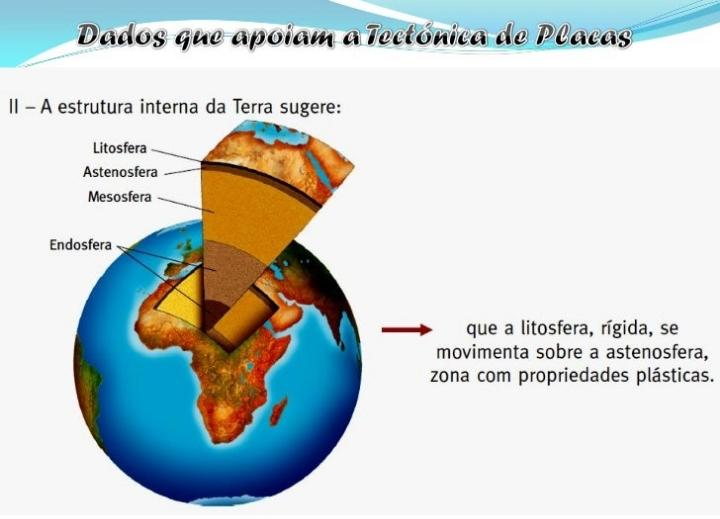 Dados que apoiam a Tectónica de Placas
II – A estrutura interna da Terra sugere:
Litosfera
Astenosfera
Mesosfera
Endosfera
que a litosfera, rígida, se
movimenta sobre a astenosfera,
zona com propriedades plásticas.